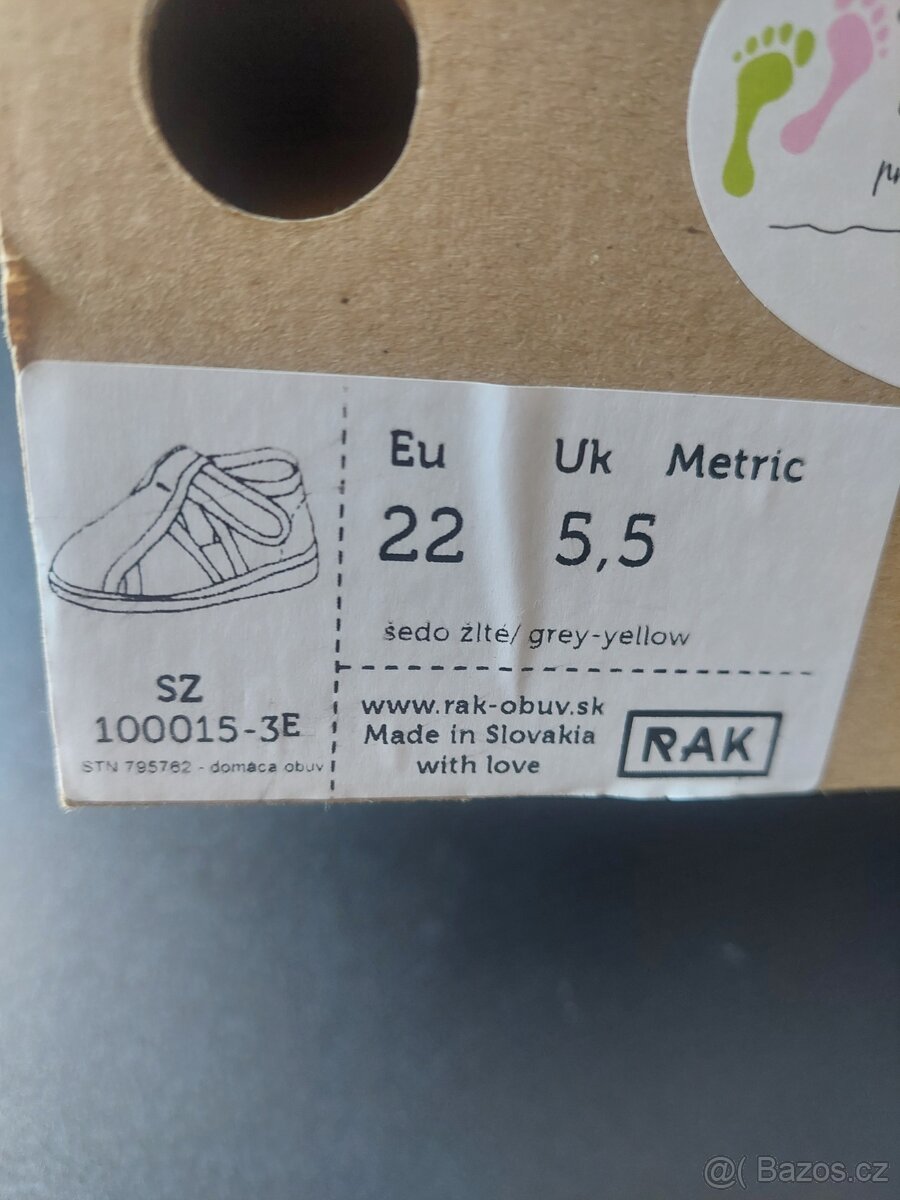 Eu Uk Metric
22 5,5
šedo žlté/ grey-yellow
SZ
100015-3E
STN 795762 - domáca obuv
www.rak-obuv.sk
Made in Slovakia
with love
RAK
@( Bazos.cz